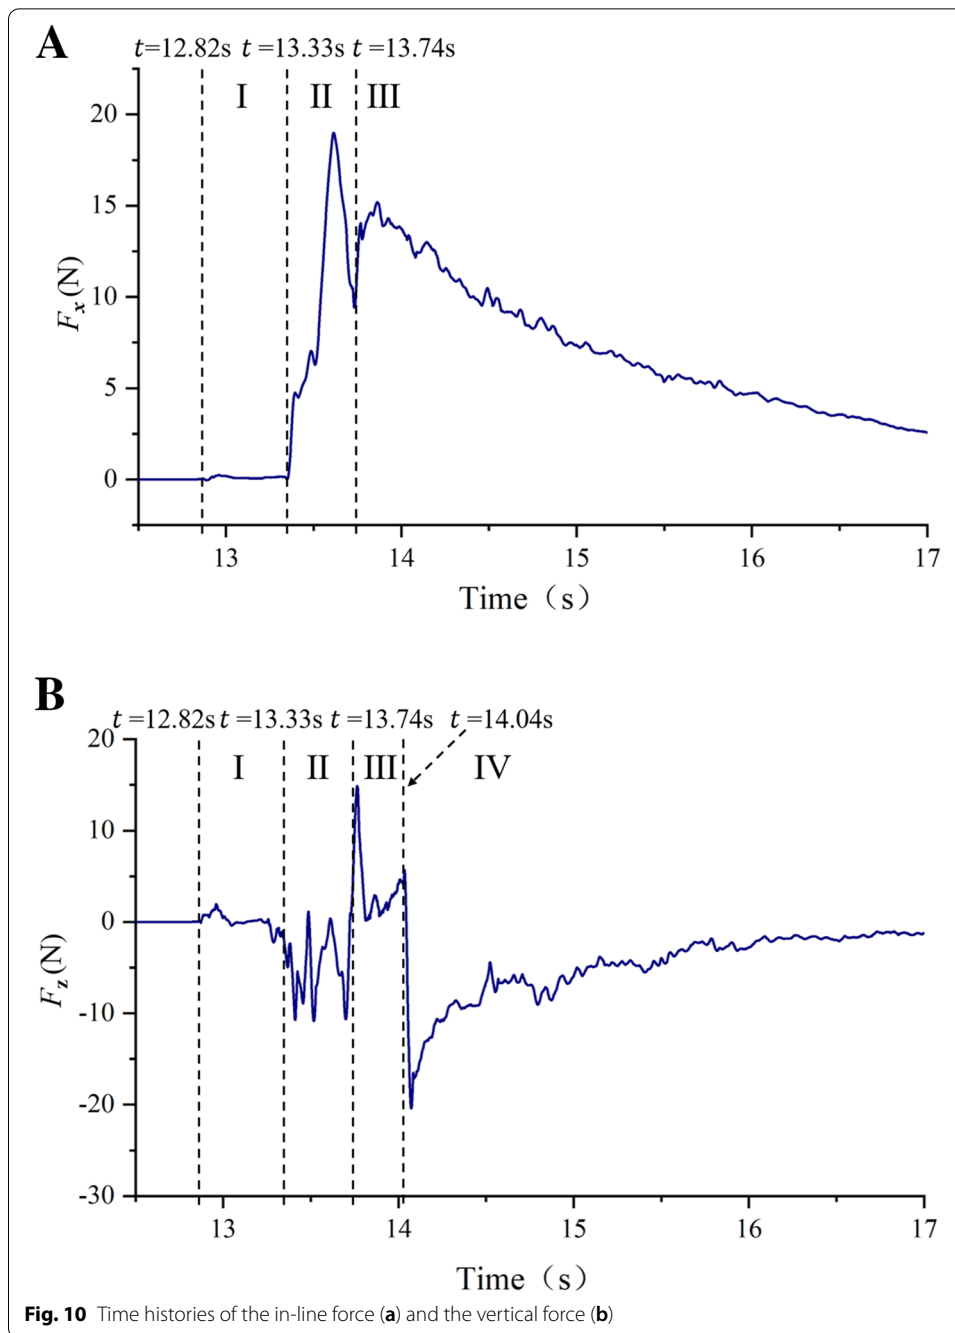 A
t=12.82s t =13.33s t =13.74s
I II III
20
15
10
5
0
Fx(N)
13 14 15 16 17
Time（s）
B
t =12.82s t =13.33s t =13.74s t =14.04s
I II III IV
20
10
0
-10
-20
-30
Fz(N)
13 14 15 16 17
Time（s）
Fig. 10 Time histories of the in-line force (a) and the vertical force (b)